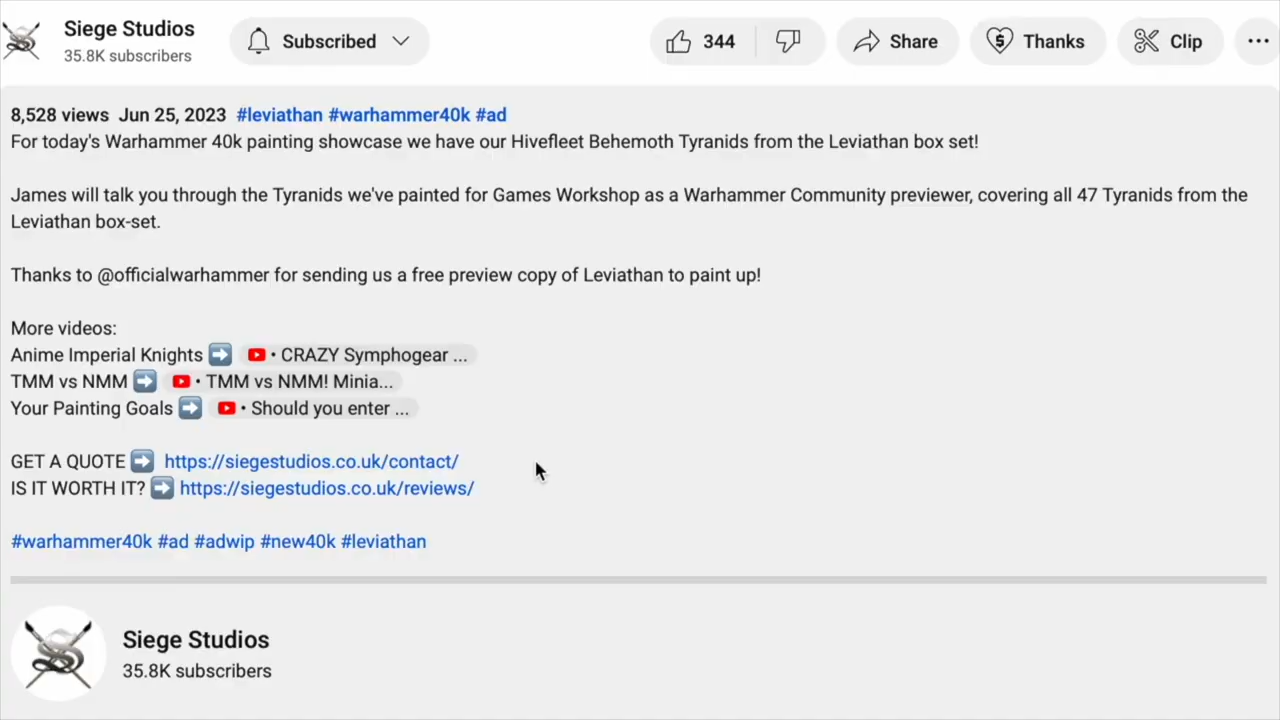 Siege Studios
35.8K subscribers
Subscribed
344
Share
Thanks
Clip
8,528 views Jun 25, 2023 #leviathan #warhammer40k #ad
For today's Warhammer 40k painting showcase we have our Hivefleet Behemoth Tyranids from the Leviathan box set!
James will talk you through the Tyranids we've painted for Games Workshop as a Warhammer Community previewer, covering all 47 Tyranids from the
Leviathan box-set.
Thanks to @officialwarhammer for sending us a free preview copy of Leviathan to paint up!
More videos:
Anime Imperial Knights ➡️ • CRAZY Symphogear ...
TMM vs NMM ➡️ • TMM vs NMM! Minia...
Your Painting Goals ➡️ • Should you enter ...
GET A QUOTE ➡️ https://siegestudios.co.uk/contact/
IS IT WORTH IT? ➡️ https://siegestudios.co.uk/reviews/
#warhammer40k #ad #adwip #new40k #leviathan
Siege Studios
35.8K subscribers